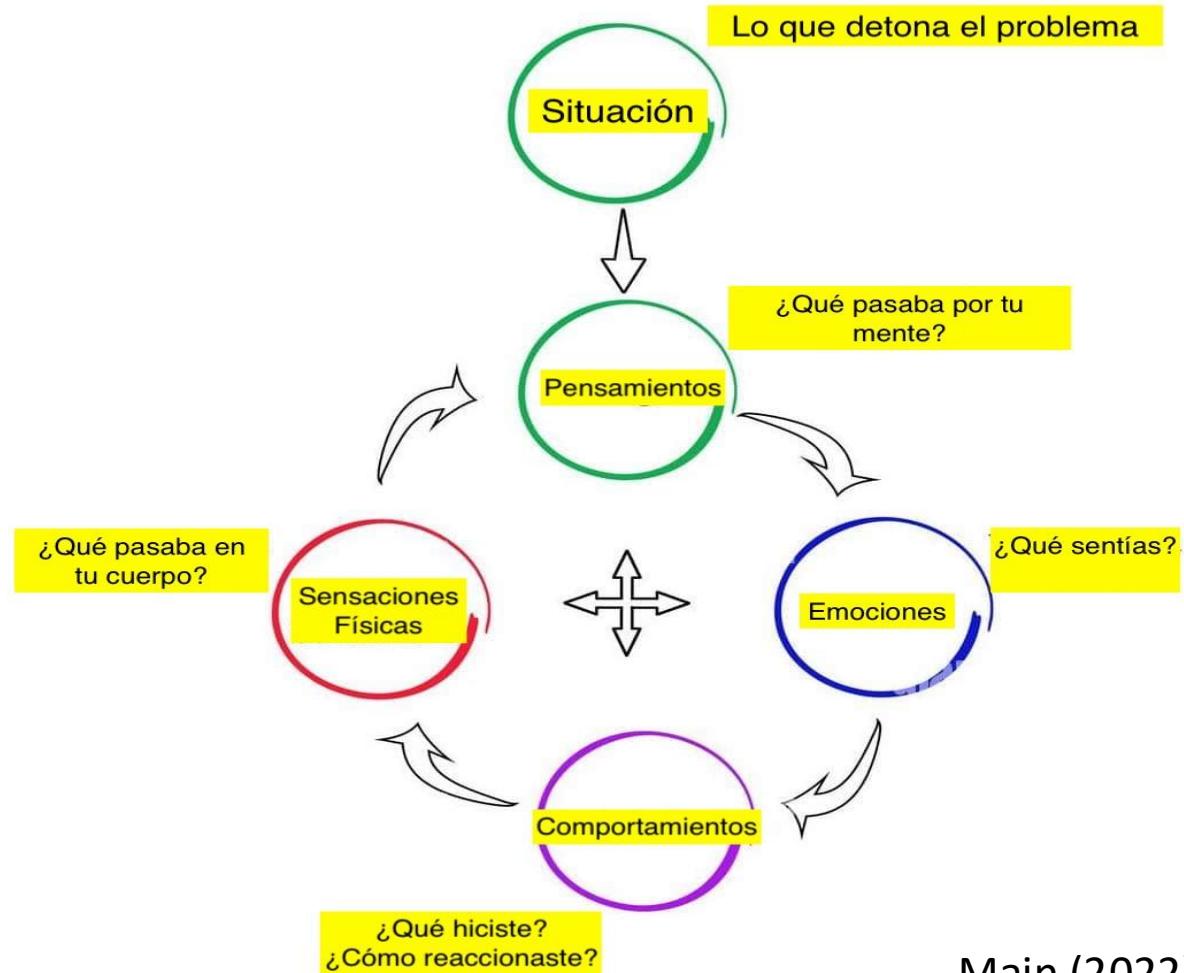 Lo que detona el problema
Situación
¿Qué pasaba por tu
mente?
Pensamientos
¿Qué pasaba en
tu cuerpo?
Sensaciones
Físicas
¿Qué sentías?
Emociones
Comportamientos
¿Qué hiciste?
¿Cómo reaccionaste?
(2022